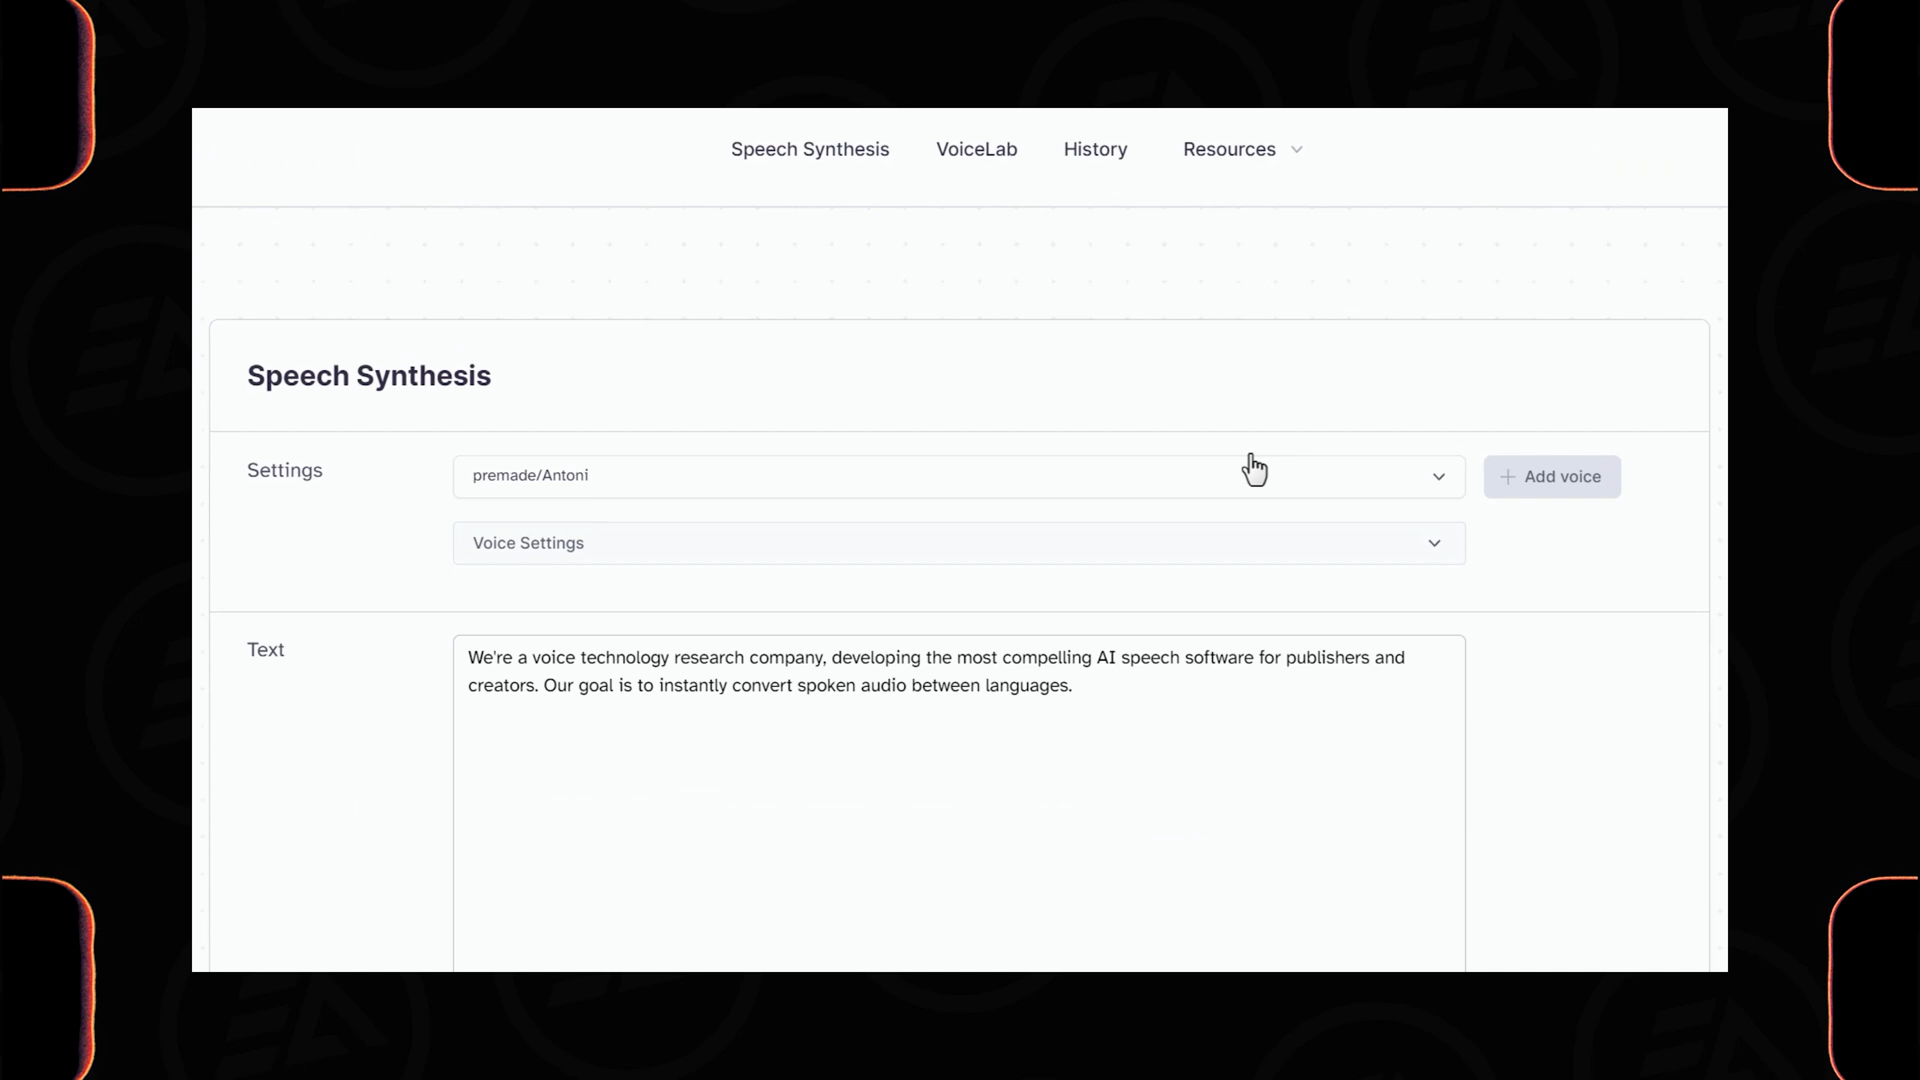 Speech Synthesis VoiceLab History Resources
Speech Synthesis
Settings
premade/Antoni
+ Add voice
Voice Settings
Text
We're a voice technology research company, developing the most compelling AI speech software for publishers and
creators. Our goal is to instantly convert spoken audio between languages.